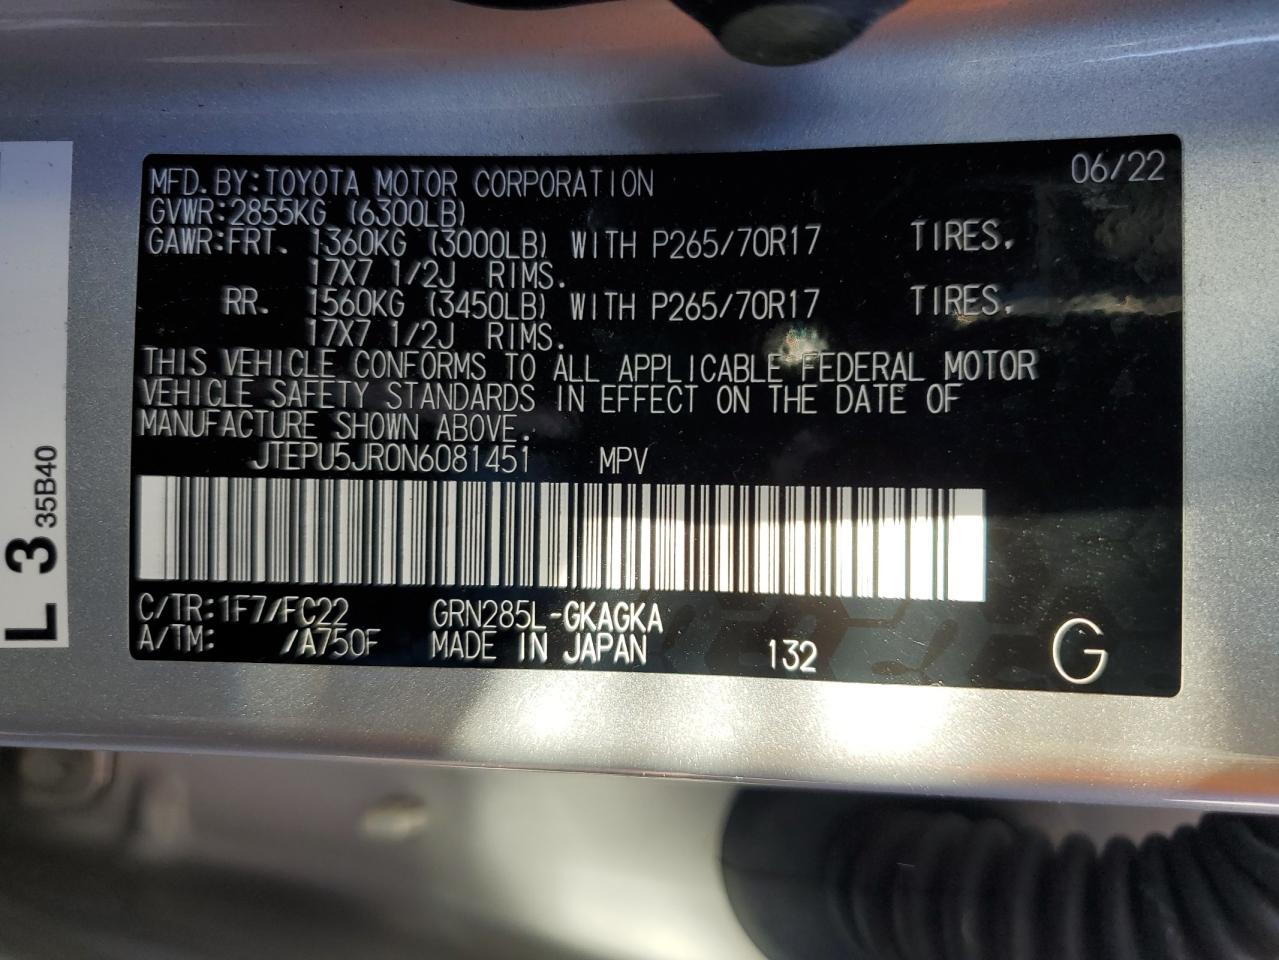 MFD.BY:TOYOTA MOTOR CORPORATION 06/22
GVWR:2855KG (6300LB)
GAWR:FRT. 1360KG (3000LB) WITH P265/70R17 TIRES,
17X7 1/2J RIMS.
RR. 1560KG (3450LB) WITH P265/70R17 TIRES,
17X7 1/2J RIMS.
THIS VEHICLE CONFORMS TO ALL APPLICABLE FEDERAL MOTOR
VEHICLE SAFETY STANDARDS IN EFFECT ON THE DATE OF
MANUFACTURE SHOWN ABOVE.
JTEPU5JR0N6081451 MPV
C/TR:1F7/FC22 GRN285L-GKAGKA
A/TM: /A750F MADE IN JAPAN 132 G
L 3 35B40